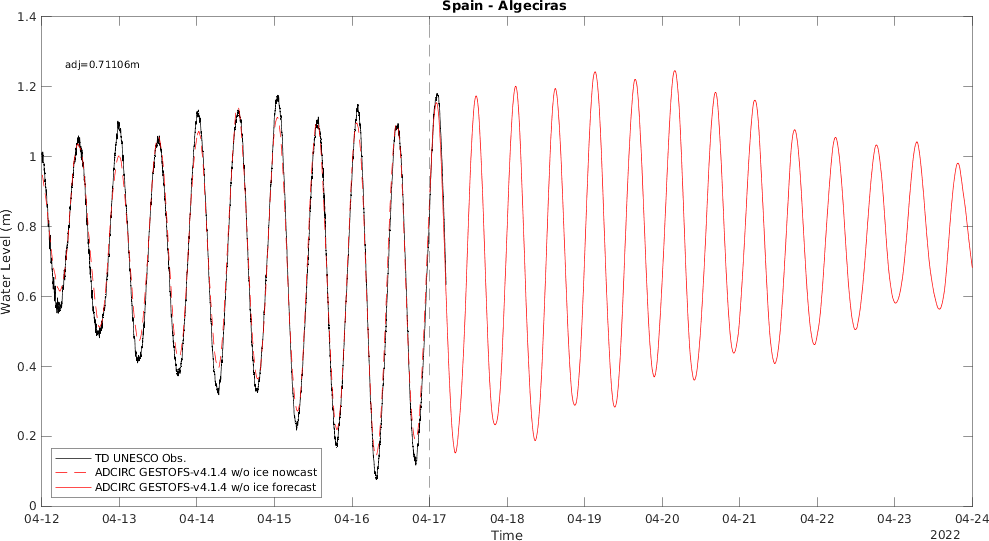 Spain - Algeciras
1.4
adj=0.71106m
1.2
1
0.8
Water Level (m)
0.6
0.4
0.2
0
TD UNESCO Obs.
ADCIRC GESTOFS-v4.1.4 w/o ice nowcast
ADCIRC GESTOFS-v4.1.4 w/o ice forecast
04-12 04-13 04-14 04-15 04-16 04-17 04-18 04-19 04-20 04-21 04-22 04-23 04-24
Time
2022